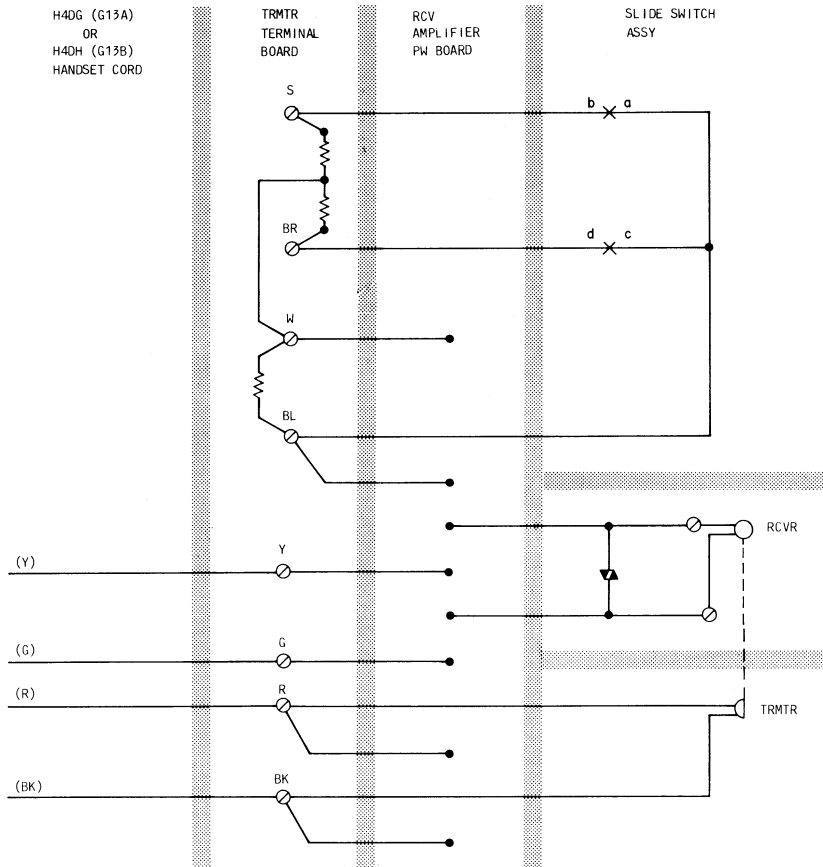 H4DG (G13A)
OR
H4DH (G13B)
HANDSET CORD
TRMTR
TERMINAL
BOARD
RCV
AMPLIFIER
PW BOARD
SLIDE SWITCH
ASSY
S
b a
BR
d c
W
BL
RCVR
(Y)
Y
(G)
G
(R)
R
TRMTR
(BK)
BK